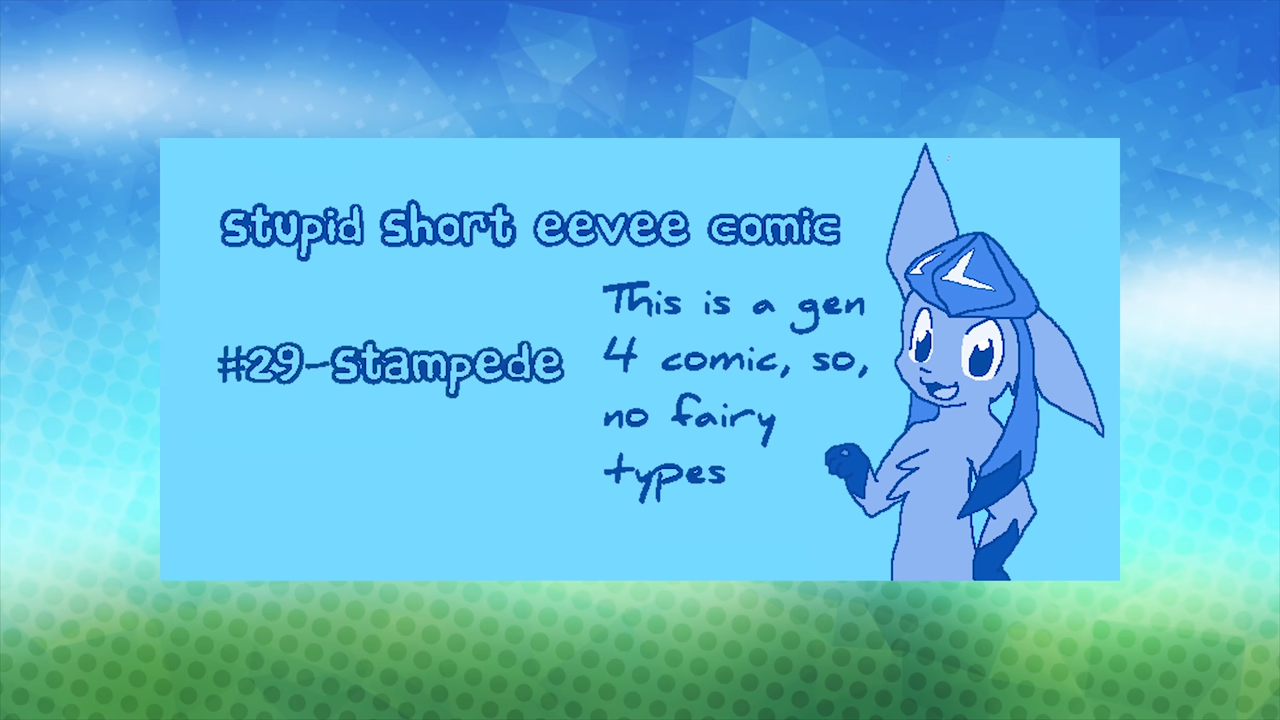 stupid short eevee comic
#29-Stampede
This is a gen
4 comic, so,
no fairy
types